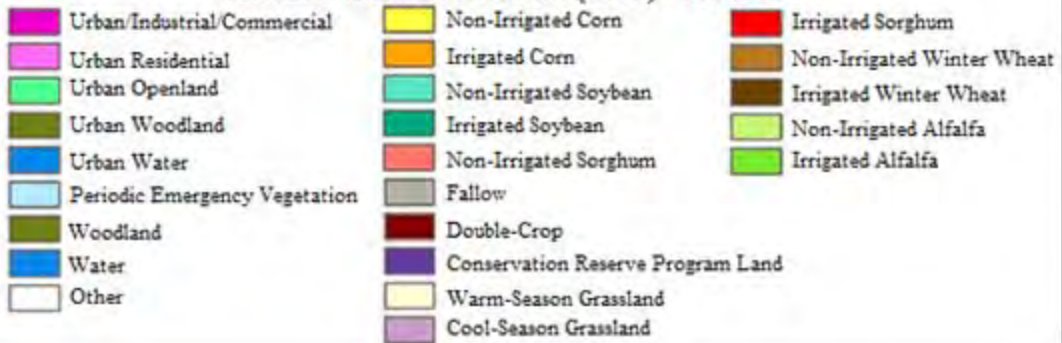 Urban/Industrial/Commercial
Urban Residential
Urban Openland
Urban Woodland
Urban Water
Periodic Emergency Vegetation
Woodland
Water
Other
Non-Irrigated Corn
Irrigated Corn
Non-Irrigated Soybean
Irrigated Soybean
Non-Irrigated Sorghum
Fallow
Double-Crop
Conservation Reserve Program Land
Warm-Season Grassland
Cool-Season Grassland
Irrigated Sorghum
Non-Irrigated Winter Wheat
Irrigated Winter Wheat
Non-Irrigated Alfalfa
Irrigated Alfalfa